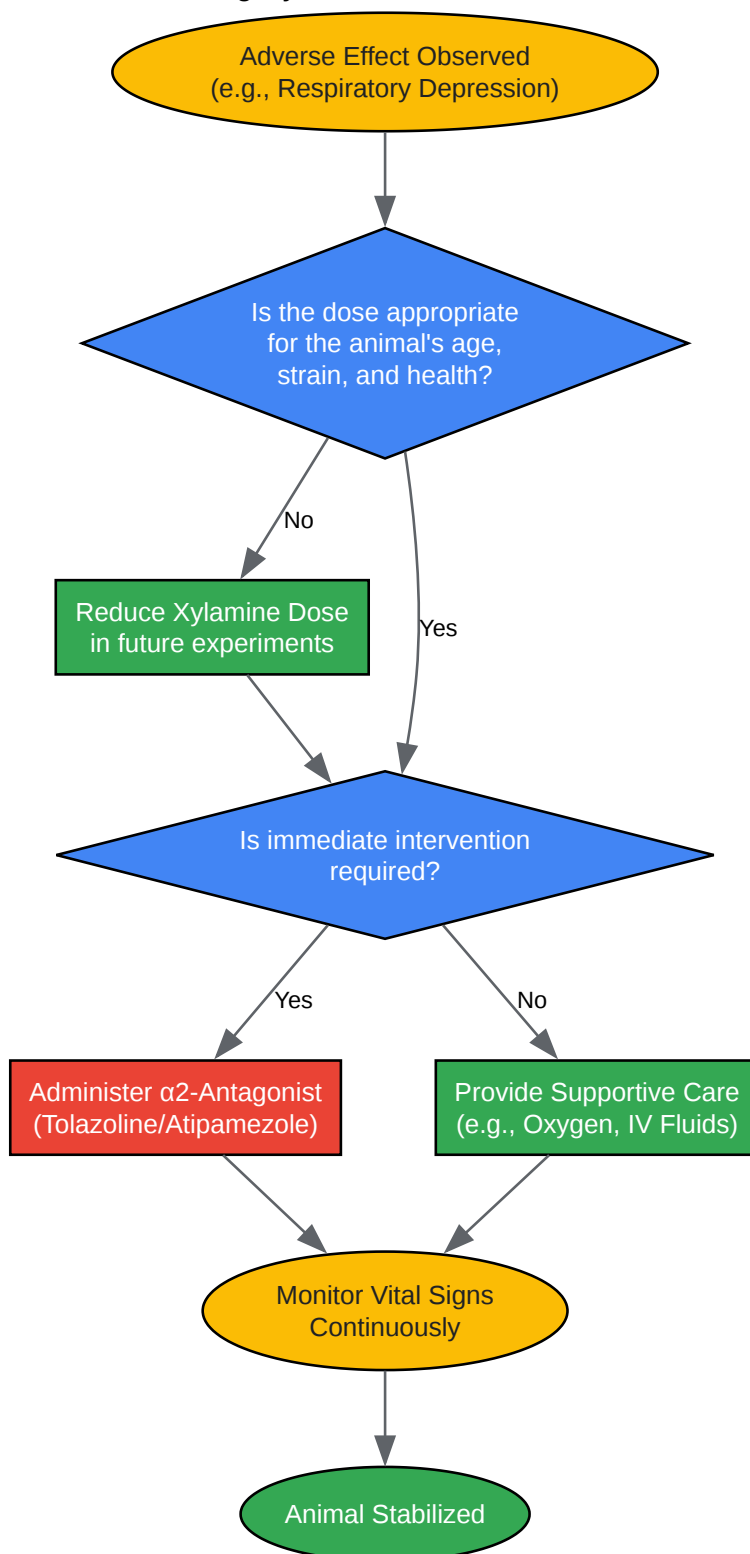 Adverse Effect Observed
(e.g., Respiratory Depression)
Is the dose appropriate
for the animal's age,
strain, and health?
No
Reduce Xylamine Dose
in future experiments
Yes
Is immediate intervention
required?
Yes
No
Administer α2-Antagonist
(Tolazoline/Atipamezole)
Provide Supportive Care
(e.g., Oxygen, IV Fluids)
Monitor Vital Signs
Continuously
Animal Stabilized